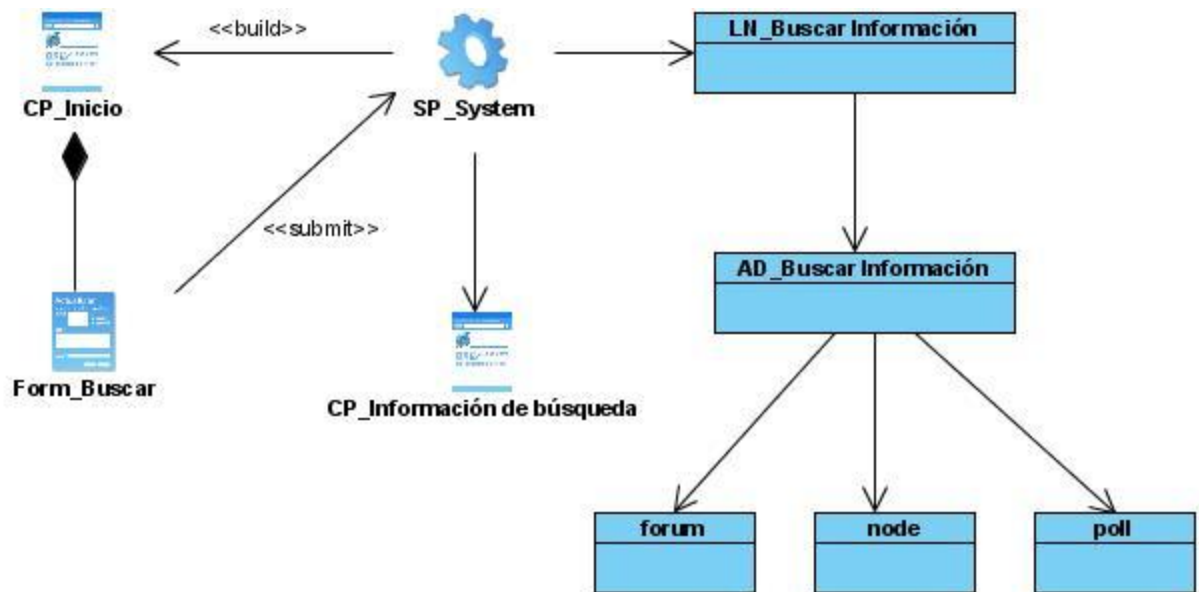 <<build>>
LN_Buscar Información
CP_Inicio
SP_System
<<submit>>
AD_Buscar Información
Form_Buscar
CP_Información de búsqueda
forum
node
poll